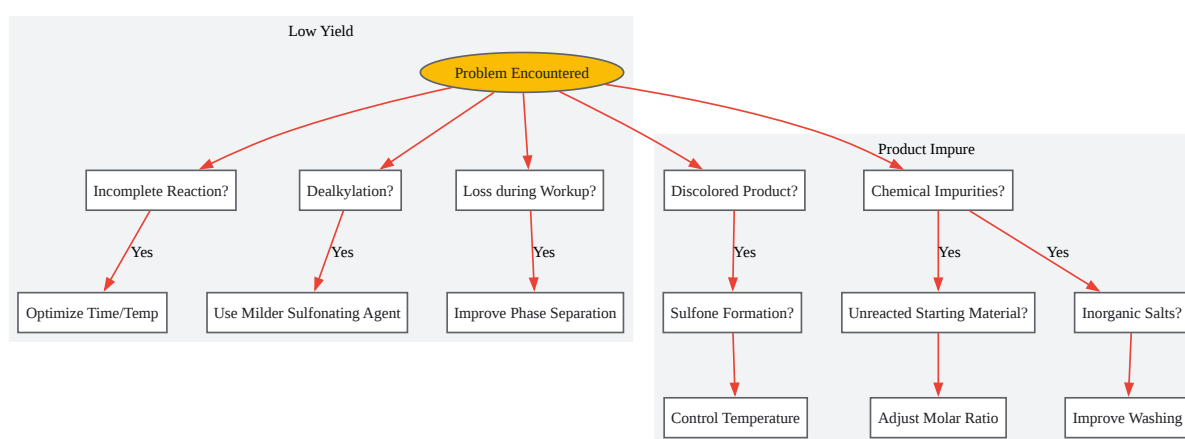 Low Yield
Problem Encountered
Product Impure
Incomplete Reaction?
Dealkylation?
Loss during Workup?
Discolored Product?
Chemical Impurities?
Yes
Yes
Yes
Yes
Yes
Yes
Optimize Time/Temp
Use Milder Sulfonating Agent
Improve Phase Separation
Sulfone Formation?
Unreacted Starting Material?
Inorganic Salts?
Control Temperature
Adjust Molar Ratio
Improve Washing